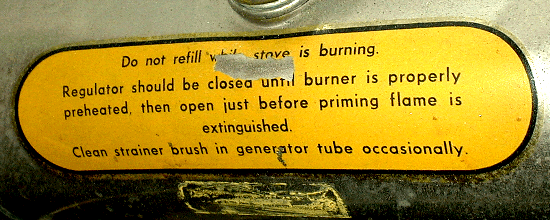 Do not refill while stove is burning.
Regulator should be closed until burner is properly
preheated, then open just before priming flame is
extinguished.
Clean strainer brush in generator tube occasionally.